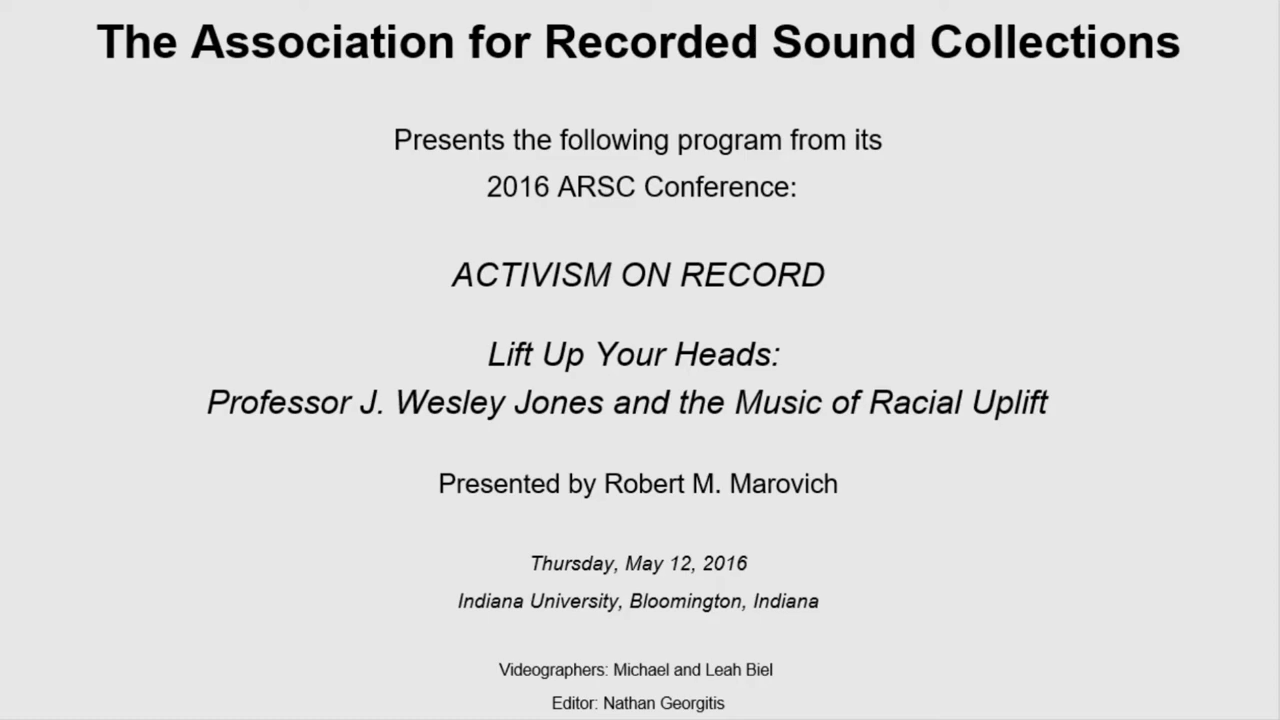 The Association for Recorded Sound Collections
Presents the following program from its
2016 ARSC Conference:
ACTIVISM ON RECORD
Lift Up Your Heads:
Professor J. Wesley Jones and the Music of Racial Uplift
Presented by Robert M. Marovich
Thursday, May 12, 2016
Indiana University, Bloomington, Indiana
Videographers: Michael and Leah Biel
Editor: Nathan Georgitis